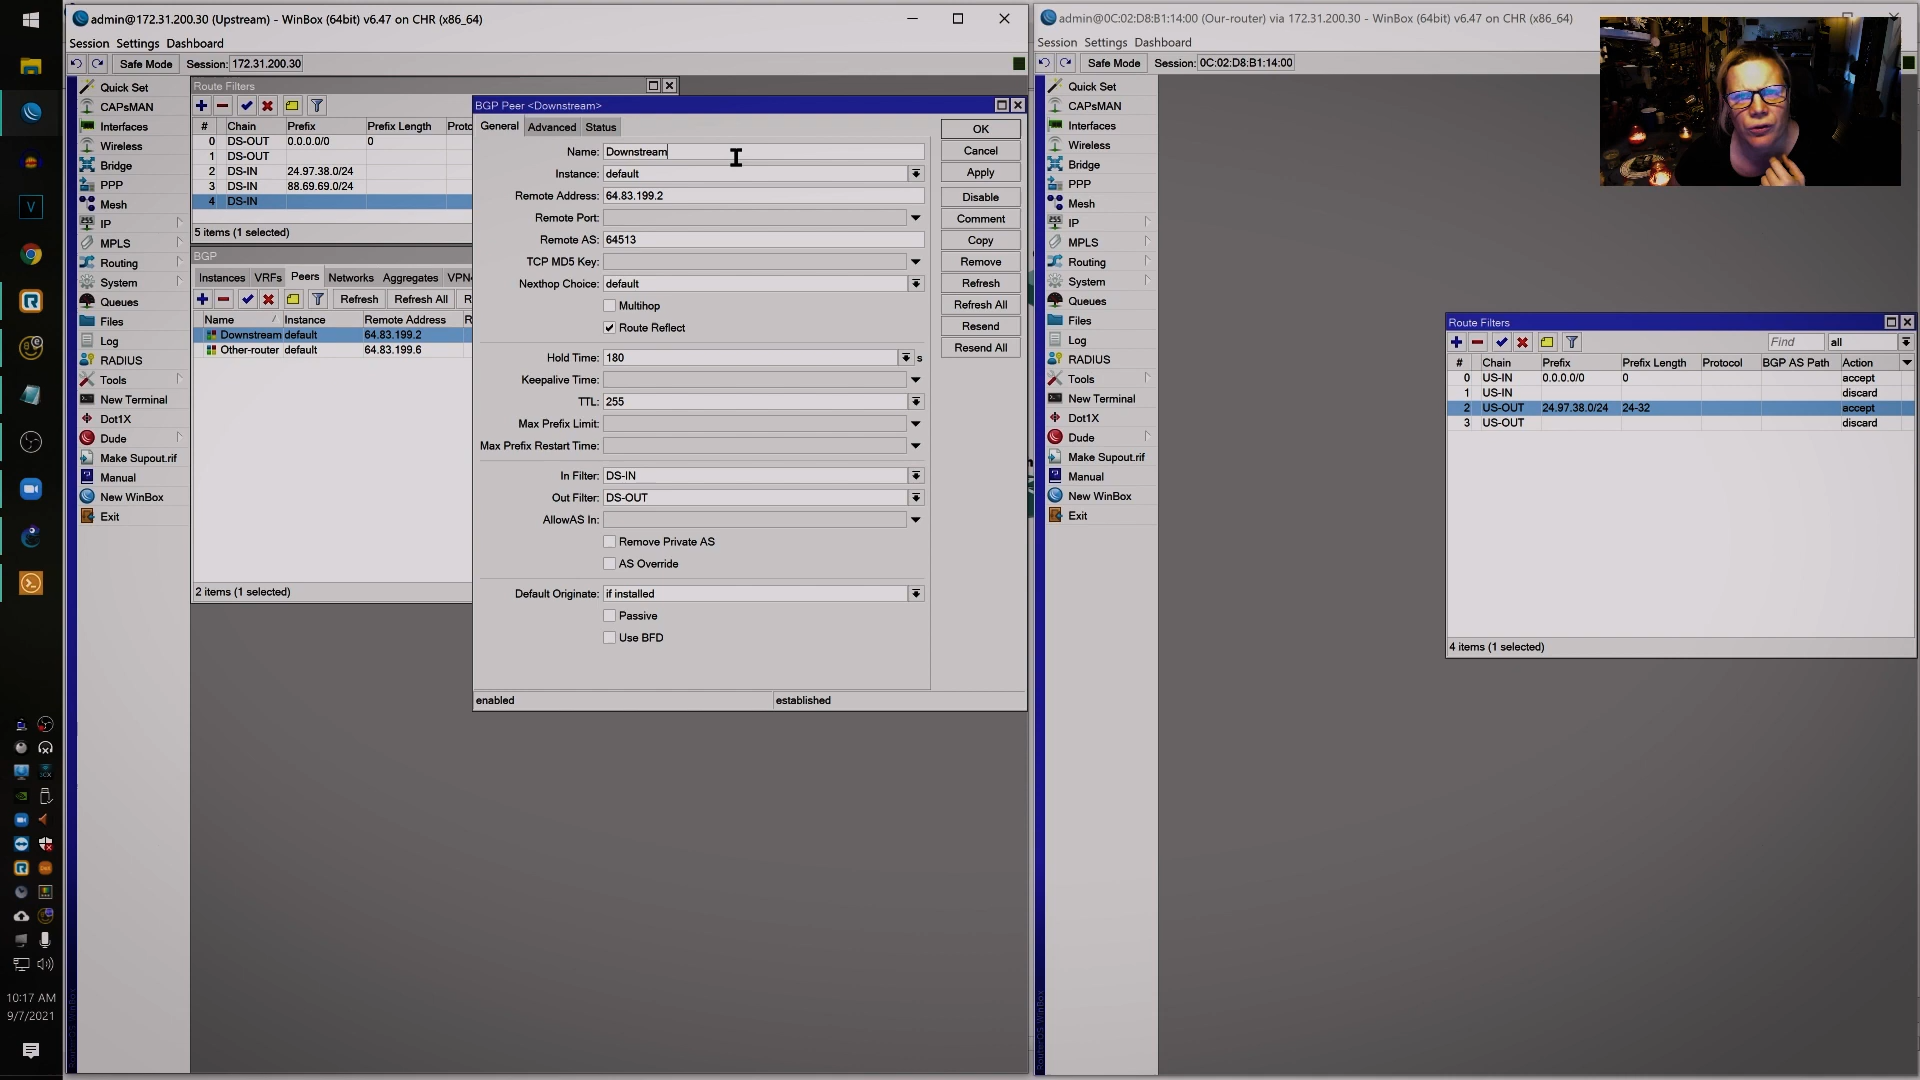 admin@172.31.200.30 (Upstream) - WinBox (64bit) v6.47 on CHR (x86_64)
Session Settings Dashboard
Safe Mode Session: 172.31.200.30
Quick Set
CAPsMAN
Interfaces
Wireless
Bridge
PPP
Mesh
IP
MPLS
Routing
System
Queues
Files
Log
RADIUS
Tools
New Terminal
Dot1X
Dude
Make Supout.rif
Manual
New WinBox
Exit
Route Filters
# Chain Prefix Prefix Length Proto
0 DS-OUT 0.0.0.0/0 0
1 DS-OUT
2 DS-IN 24.97.38.0/24
3 DS-IN 88.69.69.0/24
4 DS-IN
5 items (1 selected)
BGP
Instances VRFs Peers Networks Aggregates VPN
Refresh Refresh All R
Name Instance Remote Address R
Downstream default 64.83.199.2
Other-router default 64.83.199.6
2 items (1 selected)
BGP Peer <Downstream>
General Advanced Status
Name: Downstream
Instance: default
Remote Address: 64.83.199.2
Remote Port:
Remote AS: 64513
TCP MD5 Key:
Nexthop Choice: default
Multihop
Route Reflect
Hold Time: 180 s
Keepalive Time:
TTL: 255
Max Prefix Limit:
Max Prefix Restart Time:
In Filter: DS-IN
Out Filter: DS-OUT
AllowAS In:
Remove Private AS
AS Override
Default Originate: if installed
Passive
Use BFD
enabled established
OK
Cancel
Apply
Disable
Comment
Copy
Remove
Refresh
Refresh All
Resend
Resend All
admin@0C:02:D8:B1:14:00 (Our-router) via 172.31.200.30 - WinBox (64bit) v6.47 on CHR (x86_64)
Session Settings Dashboard
Safe Mode Session: 0C:02:D8:B1:14:00
Quick Set
CAPsMAN
Interfaces
Wireless
Bridge
PPP
Mesh
IP
MPLS
Routing
System
Queues
Files
Log
RADIUS
Tools
New Terminal
Dot1X
Dude
Make Supout.rif
Manual
New WinBox
Exit
Route Filters
Find all
# Chain Prefix Prefix Length Protocol BGP AS Path Action
0 US-IN 0.0.0.0/0 0 accept
1 US-IN discard
2 US-OUT 24.97.38.0/24 24-32 accept
3 US-OUT discard
4 items (1 selected)
10:17 AM
9/7/2021